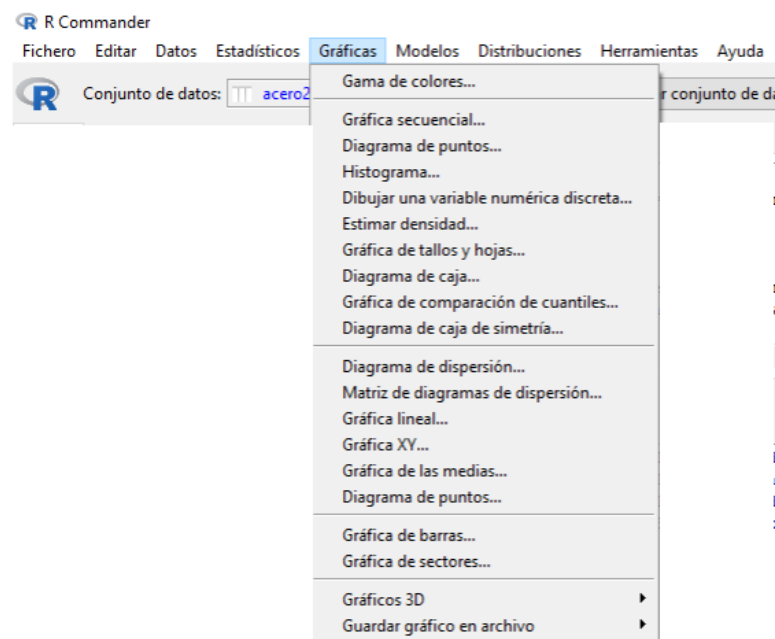 R Commander
Fichero Editar Datos Estadísticos Gráficas Modelos Distribuciones Herramientas Ayuda
R Conjunto de datos: acero2 r conjunto de da
Gama de colores...
Gráfica secuencial...
Diagrama de puntos...
Histograma...
Dibujar una variable numérica discreta...
Estimar densidad...
Gráfica de tallos y hojas...
Diagrama de caja...
Gráfica de comparación de cuantiles...
Diagrama de caja de simetría...
Diagrama de dispersión...
Matriz de diagramas de dispersión...
Gráfica lineal...
Gráfica XY...
Gráfica de las medias...
Diagrama de puntos...
Gráfica de barras...
Gráfica de sectores...
Gráficos 3D
Guardar gráfico en archivo